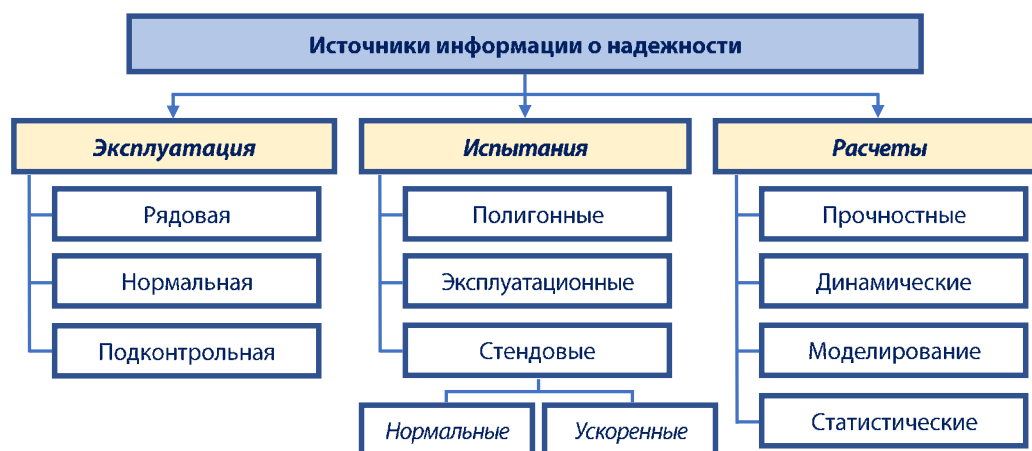 Источники информации о надежности
Эксплуатация
Рядовая
Нормальная
Подконтрольная
Испытания
Полигонные
Эксплуатационные
Стендовые
Нормальные
Ускоренные
Расчеты
Прочностные
Динамические
Моделирование
Статистические